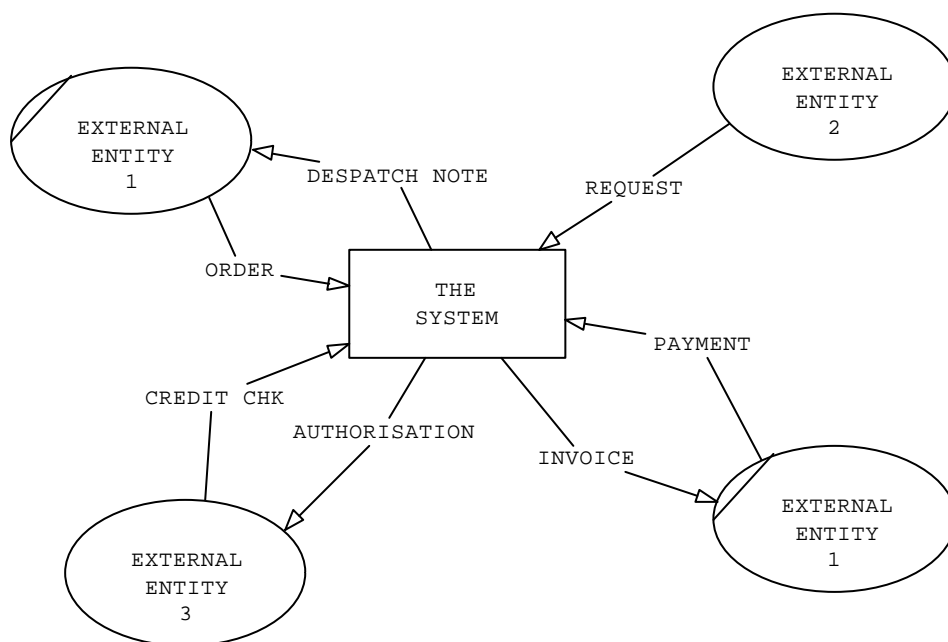 EXTERNAL
ENTITY
1
EXTERNAL
ENTITY
2
DESPATCH NOTE
REQUEST
ORDER
THE
SYSTEM
PAYMENT
CREDIT CHK
AUTHORISATION
INVOICE
EXTERNAL
ENTITY
3
EXTERNAL
ENTITY
1